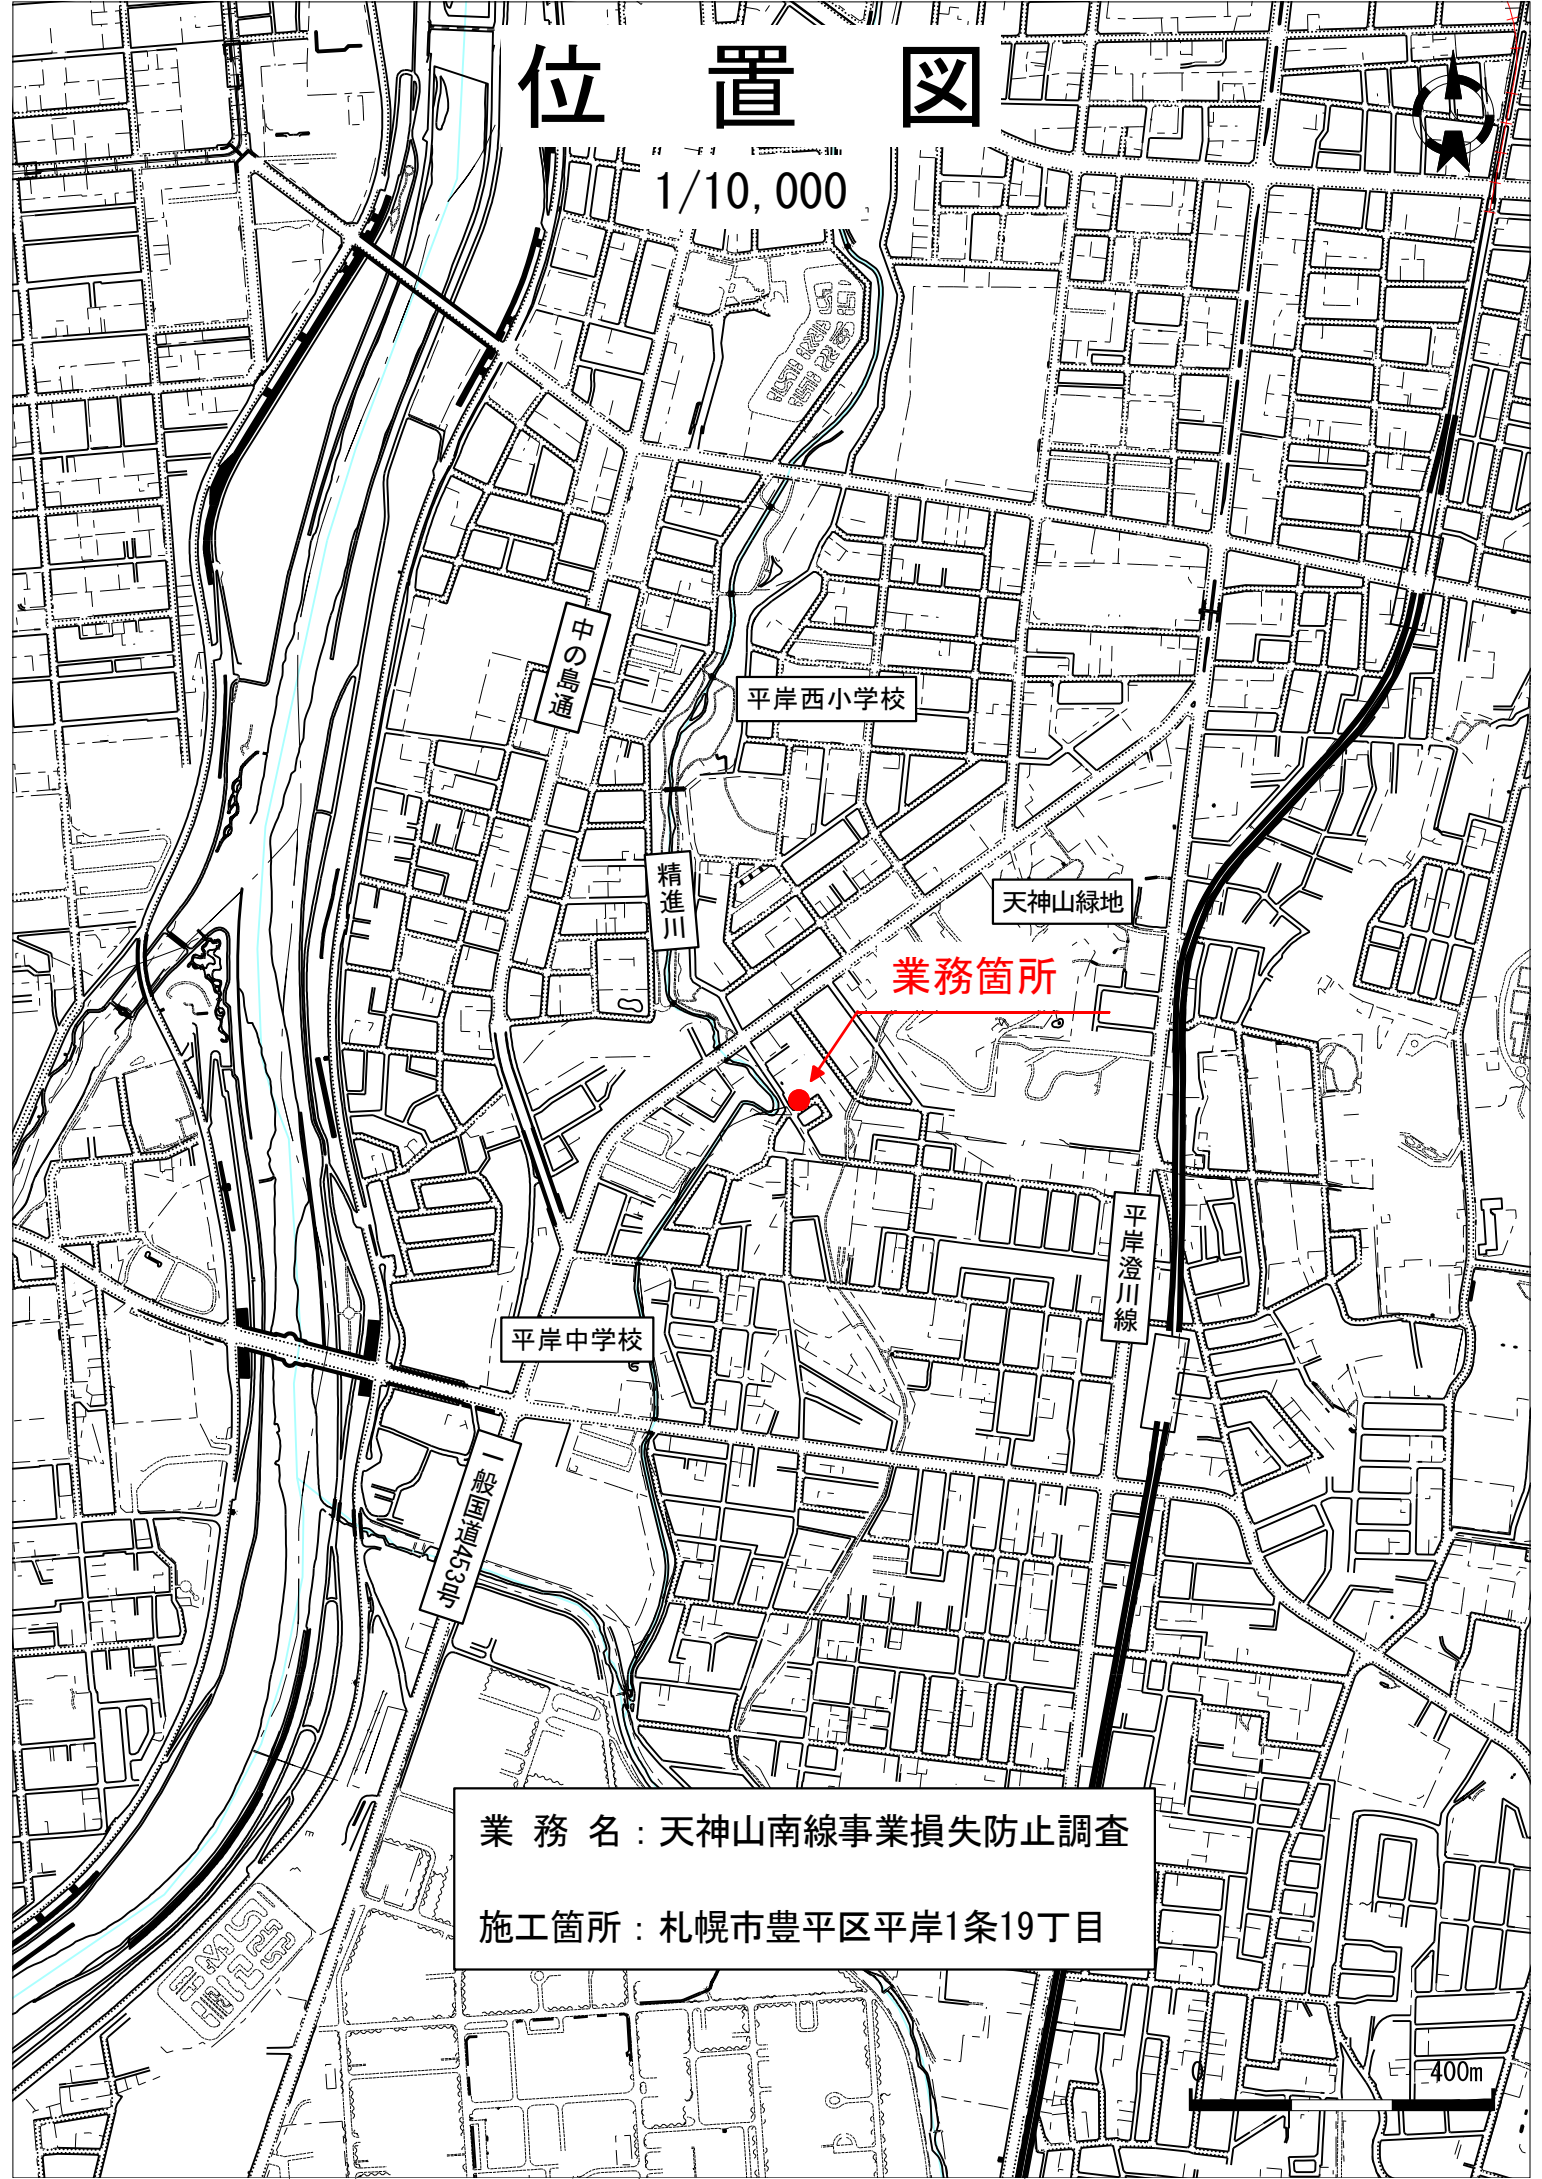 位置図
1/10,000
中の島通
平岸西小学校
精進川
天神山緑地
業務箇所
平岸澄川線
平岸中学校
一般国道453号
業務名：天神山南線事業損失防止調査
施工箇所：札幌市豊平区平岸1条19丁目
0 400m